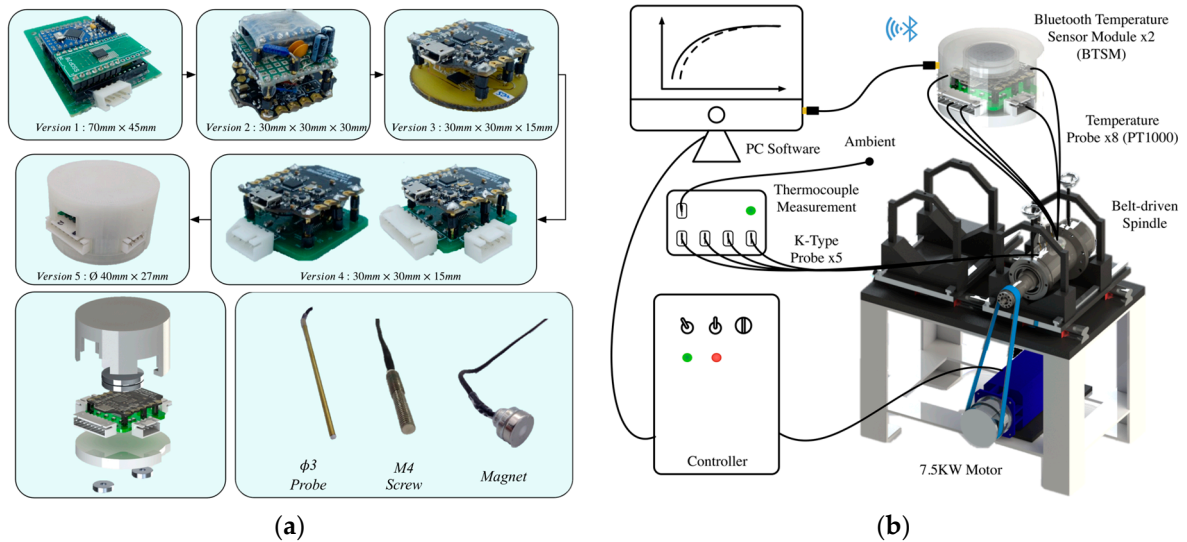 Version 1 : 70mm × 45mm
Version 2 : 30mm × 30mm × 30mm
Version 3 : 30mm × 30mm × 15mm
Version 5 : Ø 40mm × 27mm
Version 4 : 30mm × 30mm × 15mm
ϕ3
Probe
M4
Screw
Magnet
(a)
Bluetooth Temperature
Sensor Module x2
(BTSM)
PC Software
Ambient
Temperature
Probe x8 (PT1000)
Thermocouple
Measurement
K-Type
Probe x5
Belt-driven
Spindle
Controller
7.5KW Motor
(b)